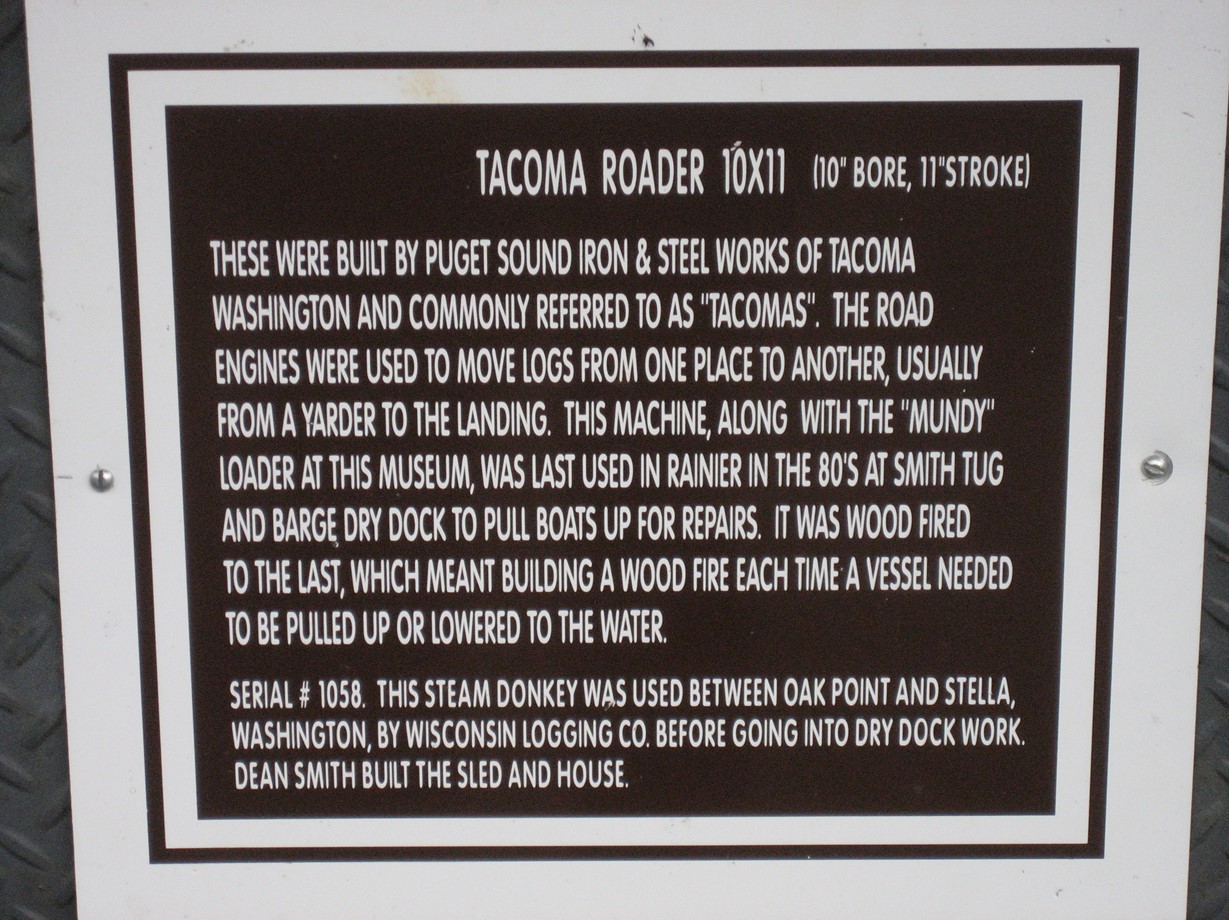 TACOMA ROADER 10X11 (10" BORE, 11"STROKE)
THESE WERE BUILT BY PUGET SOUND IRON & STEEL WORKS OF TACOMA
WASHINGTON AND COMMONLY REFERRED TO AS "TACOMAS". THE ROAD
ENGINES WERE USED TO MOVE LOGS FROM ONE PLACE TO ANOTHER, USUALLY
FROM A YARDER TO THE LANDING. THIS MACHINE, ALONG WITH THE "MUNDY"
LOADER AT THIS MUSEUM, WAS LAST USED IN RAINIER IN THE 80'S AT SMITH TUG
AND BARGE DRY DOCK TO PULL BOATS UP FOR REPAIRS. IT WAS WOOD FIRED
TO THE LAST, WHICH MEANT BUILDING A WOOD FIRE EACH TIME A VESSEL NEEDED
TO BE PULLED UP OR LOWERED TO THE WATER.
SERIAL # 1058. THIS STEAM DONKEY WAS USED BETWEEN OAK POINT AND STELLA,
WASHINGTON, BY WISCONSIN LOGGING CO. BEFORE GOING INTO DRY DOCK WORK.
DEAN SMITH BUILT THE SLED AND HOUSE.